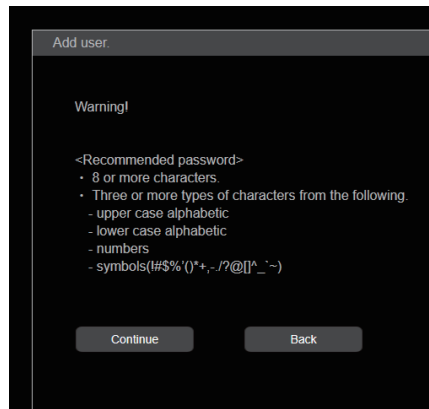 Add user.
Warning!
<Recommended password>
・ 8 or more characters.
・ Three or more types of characters from the following.
- upper case alphabetic
- lower case alphabetic
- numbers
- symbols(!#$%'()*+,-./?@[]^_`~)
Continue
Back